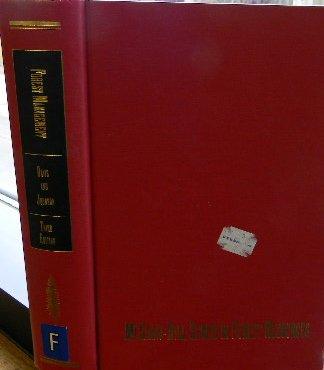 FOREST MANAGEMENT
DAVIS
AND
JOHNSON
THIRD
EDITION
F
MCGRAW-HILL SERIES IN FOREST RESOURCES